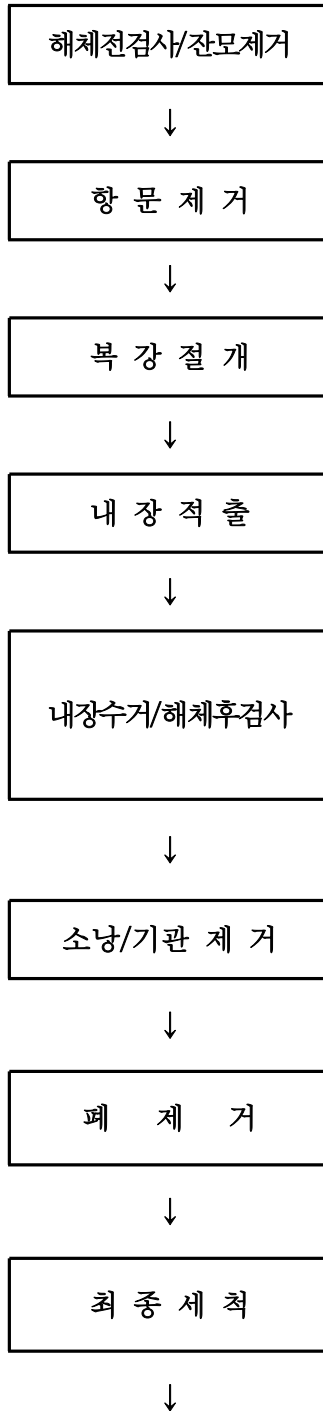 해체전검사/잔모제거
↓
항 문 제 거
↓
복 강 절 개
↓
내 장 적 출
↓
내장수거/해체후검사
↓
소낭/기관 제 거
↓
폐 제 거
↓
최 종 세 척
↓